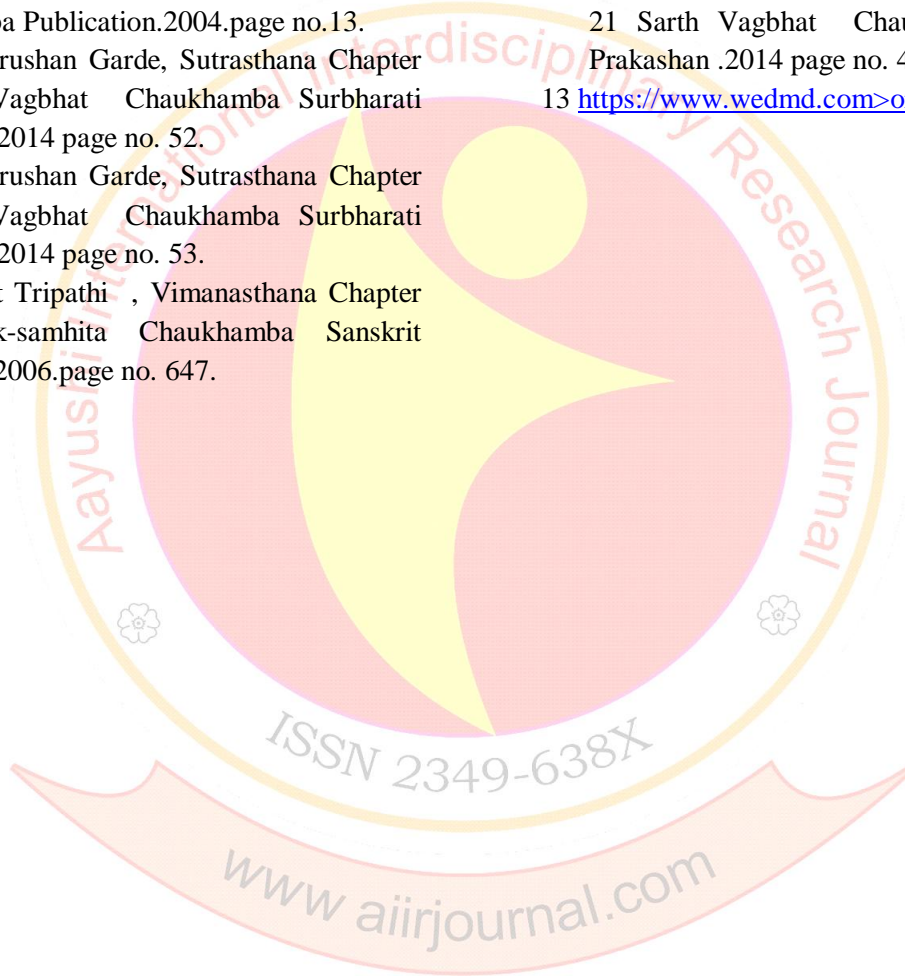 ba Publication.2004.page no.13.
rushan Garde, Sutrasthana Chapter
Vagbhat Chaukhamba Surbharati
2014 page no. 52.
rushan Garde, Sutrasthana Chapter
Vagbhat Chaukhamba Surbharati
2014 page no. 53.
t Tripathi , Vimanasthana Chapter
k-samhita Chaukhamba Sanskrit
2006.page no. 647.
21 Sarth Vagbhat Chau
Prakashan .2014 page no. 4
13 https://www.wedmd.com>o
Aayushi International Interdisciplinary Research Journal
ISSN 2349-638X
www aiirjournal.com